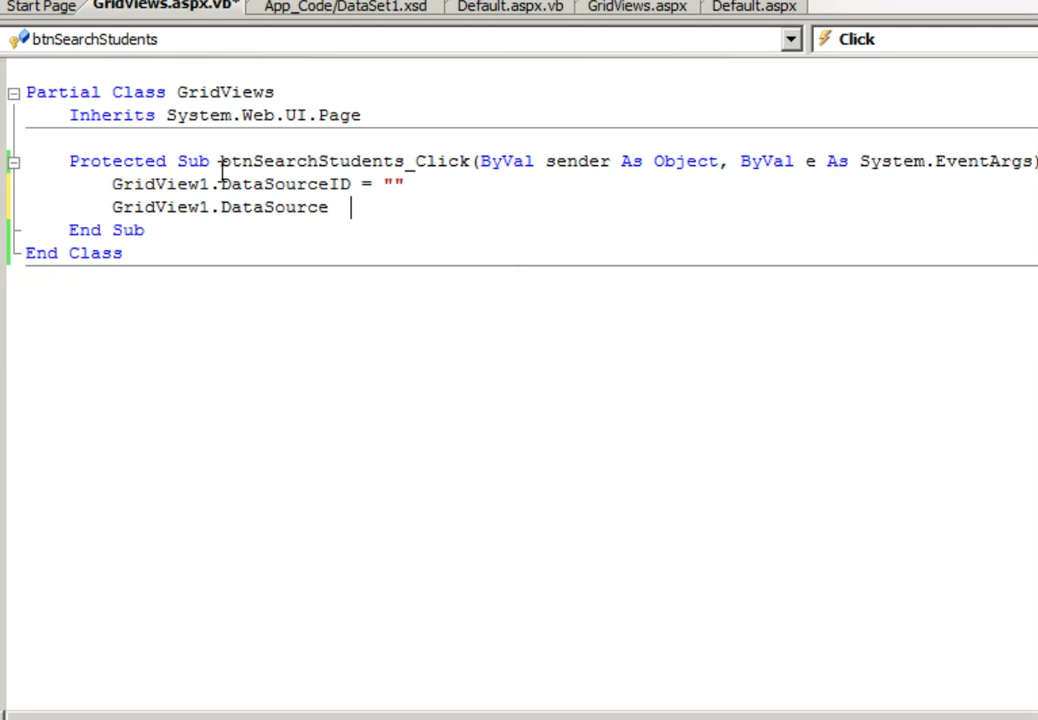 Start Page GridViews.aspx.vb* App_Code/DataSet1.xsd Default.aspx.vb GridViews.aspx Default.aspx
btnSearchStudents Click
Partial Class GridViews
Inherits System.Web.UI.Page
Protected Sub btnSearchStudents_Click(ByVal sender As Object, ByVal e As System.EventArgs)
GridView1.DataSourceID = ""
GridView1.DataSource
End Sub
End Class